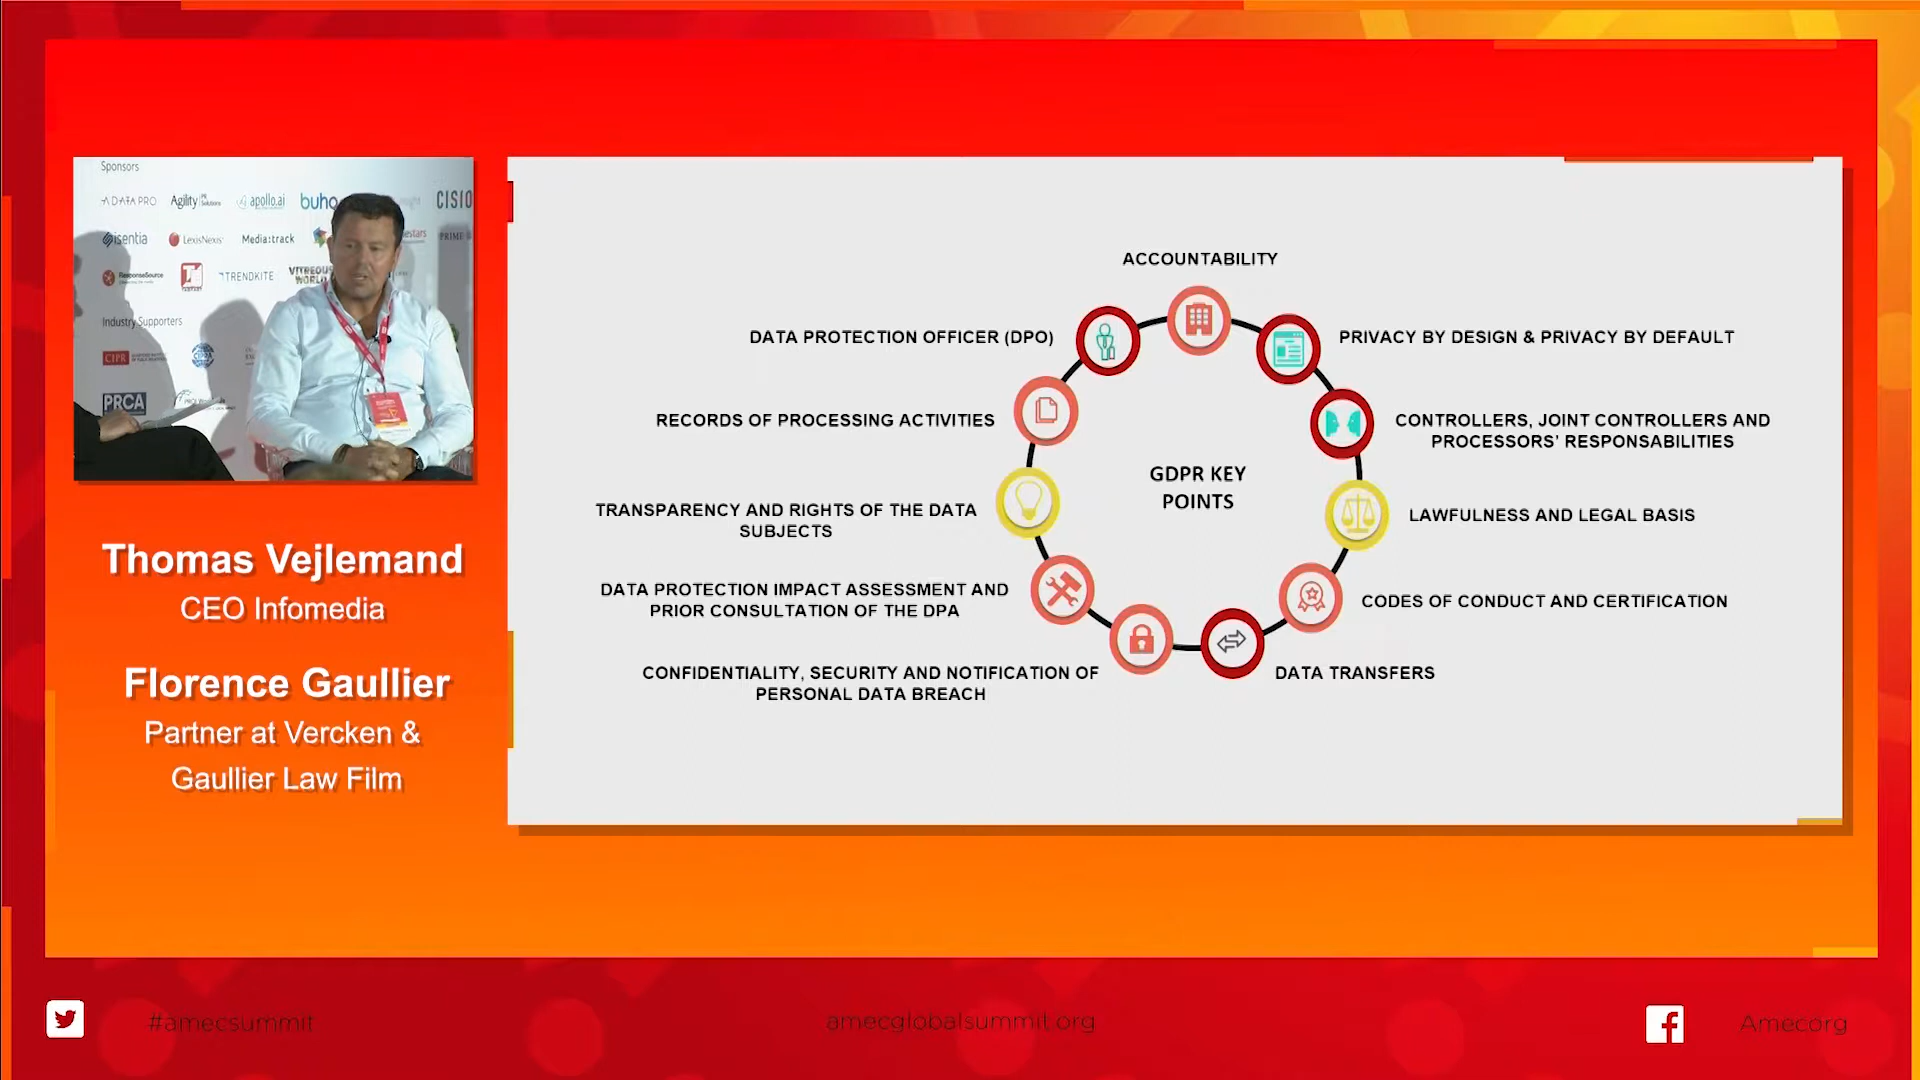 Sponsors
A DATA PRO
Agility PR Solutions
apollo.ai
buho
CISIO
isentia
LexisNexis
Media:track
PRIME
ResponseSource
TRENDKITE
VITREOUS WORLD
Industry Supporters
CIPR
PRCA
Thomas Vejlemand
CEO Infomedia
Florence Gaullier
Partner at Vercken &
Gaullier Law Film
ACCOUNTABILITY
DATA PROTECTION OFFICER (DPO)
PRIVACY BY DESIGN & PRIVACY BY DEFAULT
RECORDS OF PROCESSING ACTIVITIES
CONTROLLERS, JOINT CONTROLLERS AND
PROCESSORS' RESPONSABILITIES
GDPR KEY
POINTS
TRANSPARENCY AND RIGHTS OF THE DATA
SUBJECTS
LAWFULNESS AND LEGAL BASIS
DATA PROTECTION IMPACT ASSESSMENT AND
PRIOR CONSULTATION OF THE DPA
CODES OF CONDUCT AND CERTIFICATION
CONFIDENTIALITY, SECURITY AND NOTIFICATION OF
PERSONAL DATA BREACH
DATA TRANSFERS
#amecsummit
amecglobalsummit.org
Amecorg